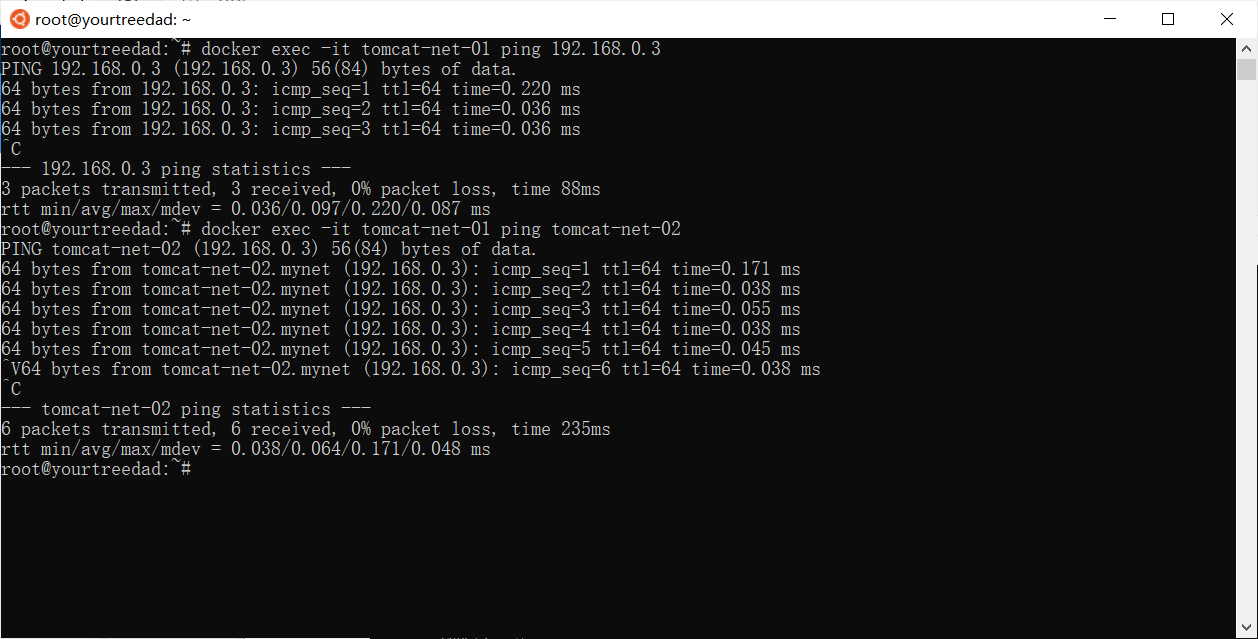 root@yourtreedad: ~
root@yourtreedad:~# docker exec -it tomcat-net-01 ping 192.168.0.3
PING 192.168.0.3 (192.168.0.3) 56(84) bytes of data.
64 bytes from 192.168.0.3: icmp_seq=1 ttl=64 time=0.220 ms
64 bytes from 192.168.0.3: icmp_seq=2 ttl=64 time=0.036 ms
64 bytes from 192.168.0.3: icmp_seq=3 ttl=64 time=0.036 ms
^C
--- 192.168.0.3 ping statistics ---
3 packets transmitted, 3 received, 0% packet loss, time 88ms
rtt min/avg/max/mdev = 0.036/0.097/0.220/0.087 ms
root@yourtreedad:~# docker exec -it tomcat-net-01 ping tomcat-net-02
PING tomcat-net-02 (192.168.0.3) 56(84) bytes of data.
64 bytes from tomcat-net-02.mynet (192.168.0.3): icmp_seq=1 ttl=64 time=0.171 ms
64 bytes from tomcat-net-02.mynet (192.168.0.3): icmp_seq=2 ttl=64 time=0.038 ms
64 bytes from tomcat-net-02.mynet (192.168.0.3): icmp_seq=3 ttl=64 time=0.055 ms
64 bytes from tomcat-net-02.mynet (192.168.0.3): icmp_seq=4 ttl=64 time=0.038 ms
64 bytes from tomcat-net-02.mynet (192.168.0.3): icmp_seq=5 ttl=64 time=0.045 ms
^V64 bytes from tomcat-net-02.mynet (192.168.0.3): icmp_seq=6 ttl=64 time=0.038 ms
^C
--- tomcat-net-02 ping statistics ---
6 packets transmitted, 6 received, 0% packet loss, time 235ms
rtt min/avg/max/mdev = 0.038/0.064/0.171/0.048 ms
root@yourtreedad:~#